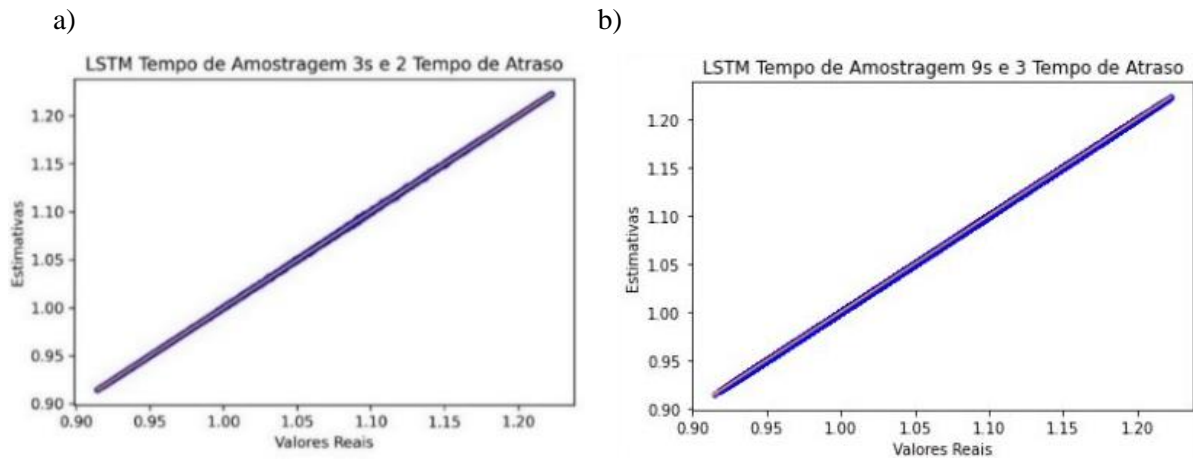 a)
LSTM Tempo de Amostragem 3s e 2 Tempo de Atraso
1.20
1.15
1.10
1.05
1.00
0.95
0.90
Estimativas
0.90 0.95 1.00 1.05 1.10 1.15 1.20
Valores Reais
b)
LSTM Tempo de Amostragem 9s e 3 Tempo de Atraso
1.20
1.15
1.10
1.05
1.00
0.95
0.90
Estimativas
0.90 0.95 1.00 1.05 1.10 1.15 1.20
Valores Reais